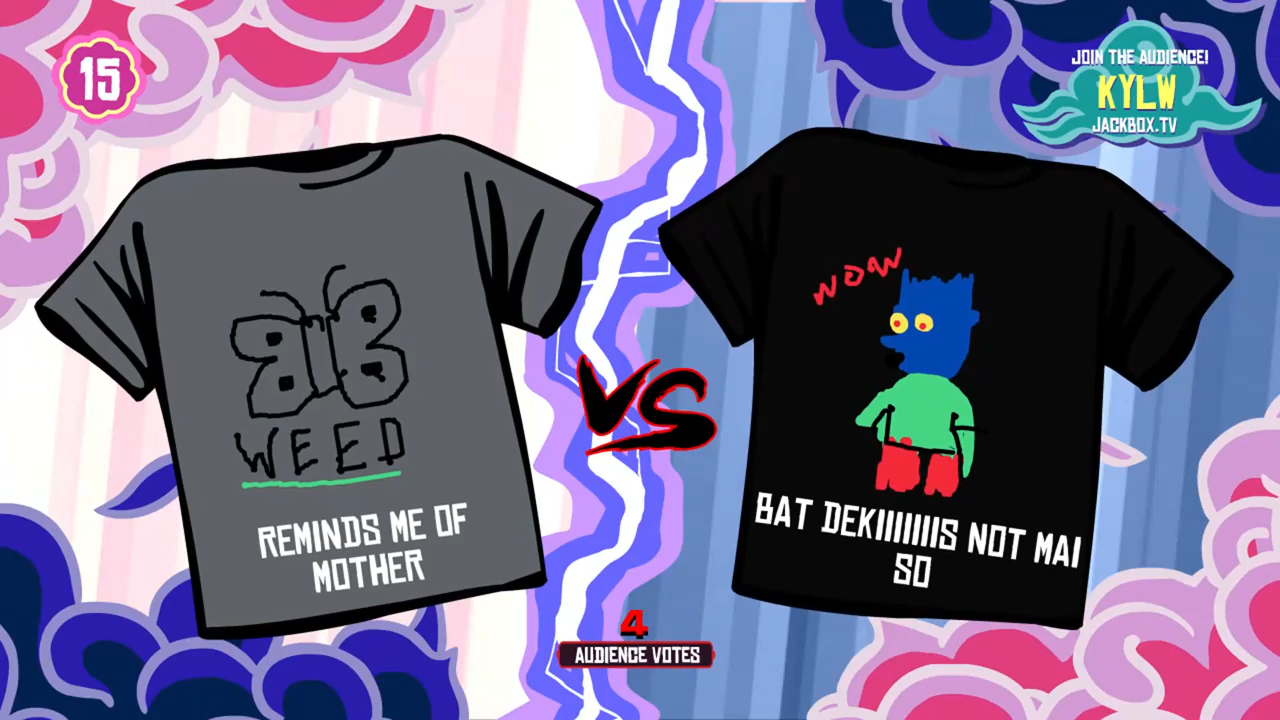 15
JOIN THE AUDIENCE!
KYLW
JACKBOX.TV
WEED
REMINDS ME OF
MOTHER
VS
WOW
BAT DEKIIIIIIIS NOT MAI
SO
4
AUDIENCE VOTES